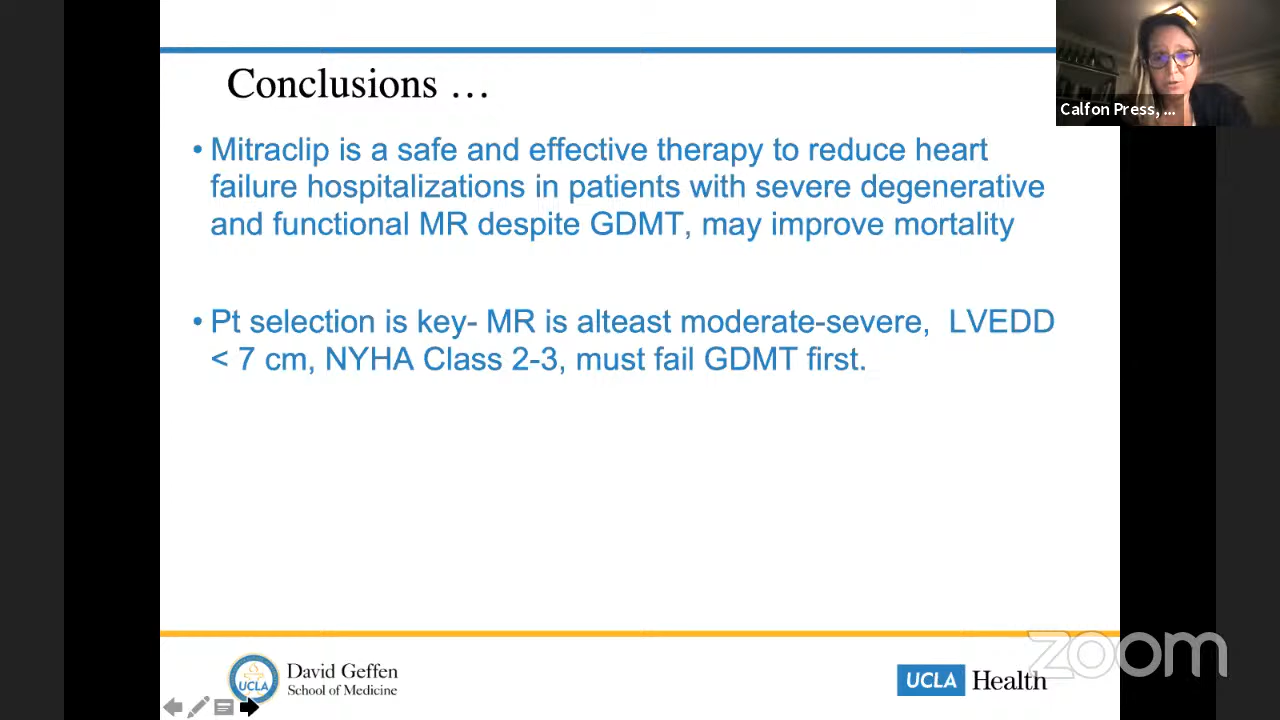 Conclusions …
• Mitraclip is a safe and effective therapy to reduce heart
failure hospitalizations in patients with severe degenerative
and functional MR despite GDMT, may improve mortality
• Pt selection is key- MR is alteast moderate-severe,  LVEDD
< 7 cm, NYHA Class 2-3, must fail GDMT first.
Calfon Press, ...
UCLA
David Geffen
School of Medicine
UCLA Health
zoom